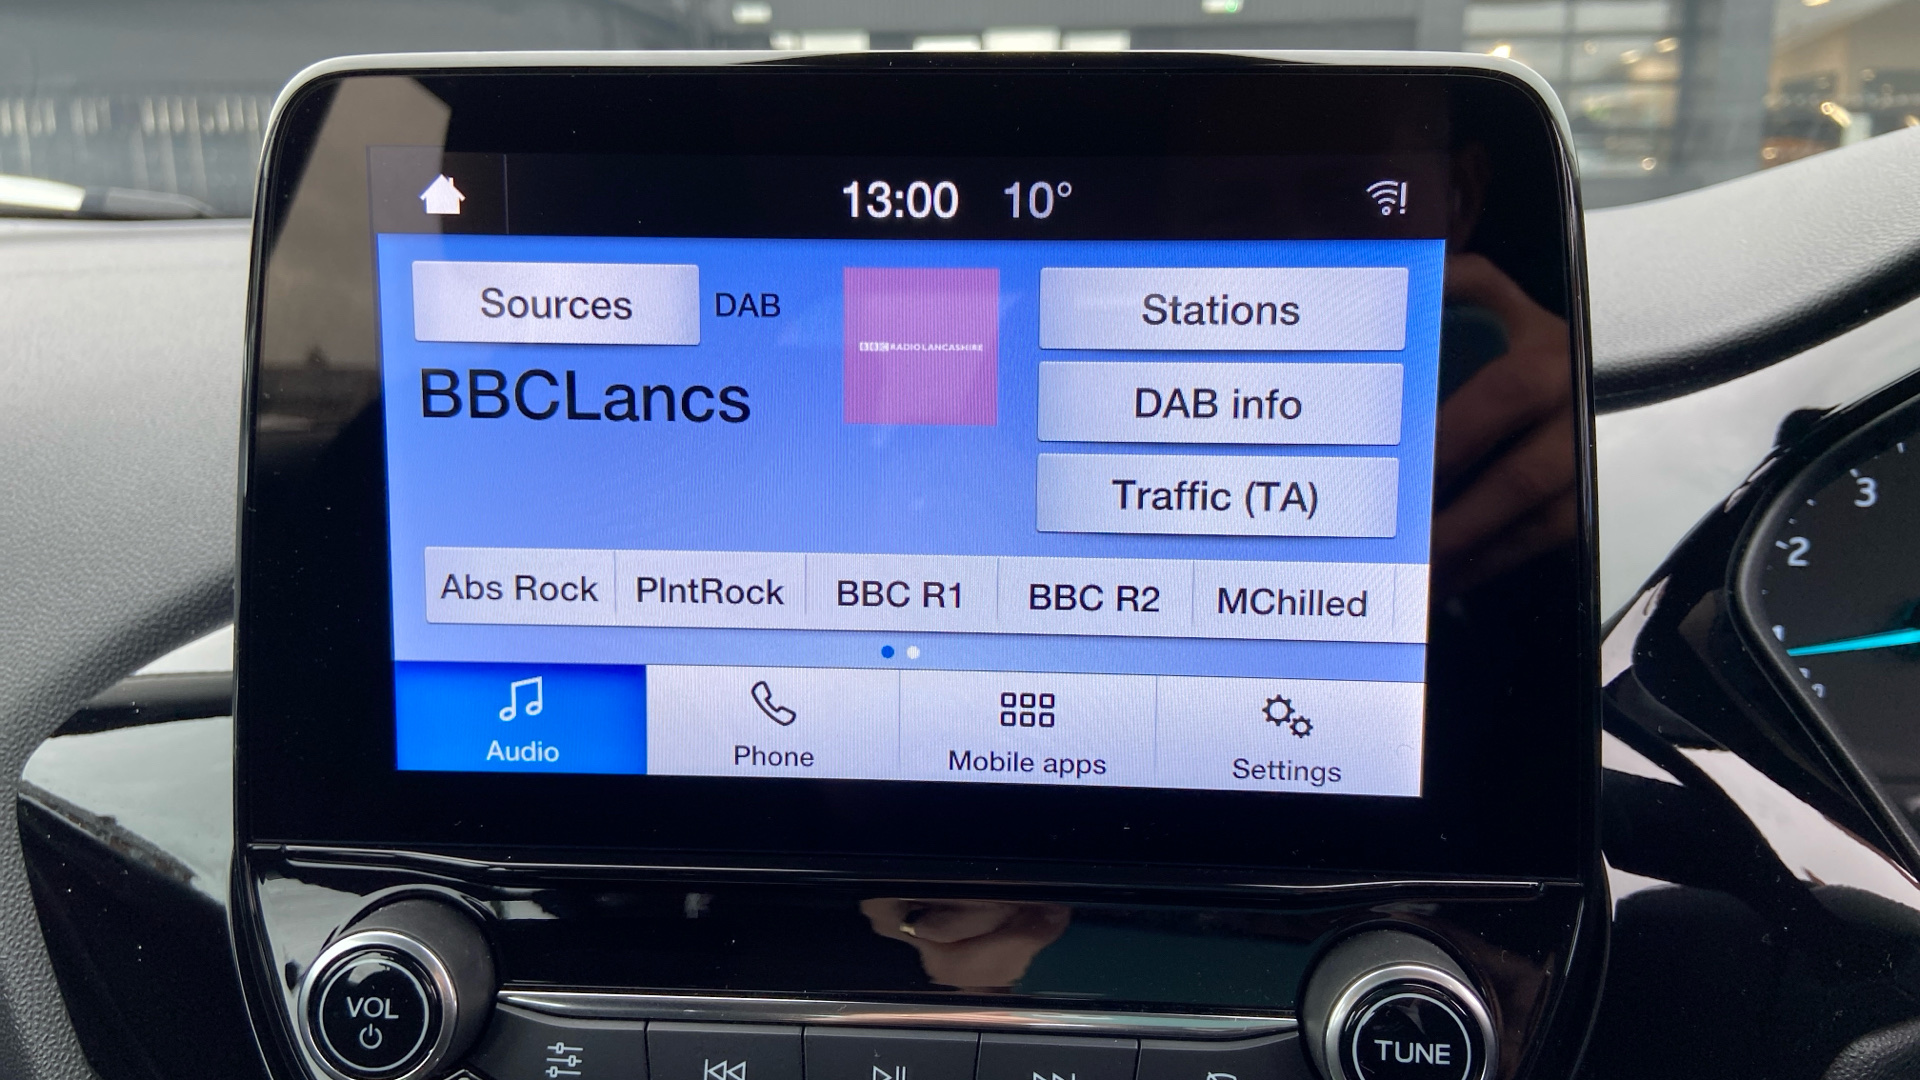 13:00 10°
Sources DAB
BBC RADIO LANCASHIRE
Stations
BBCLancs
DAB info
Traffic (TA)
Abs Rock PlntRock BBC R1 BBC R2 MChilled
Audio Phone Mobile apps Settings
VOL
TUNE
3
2
1